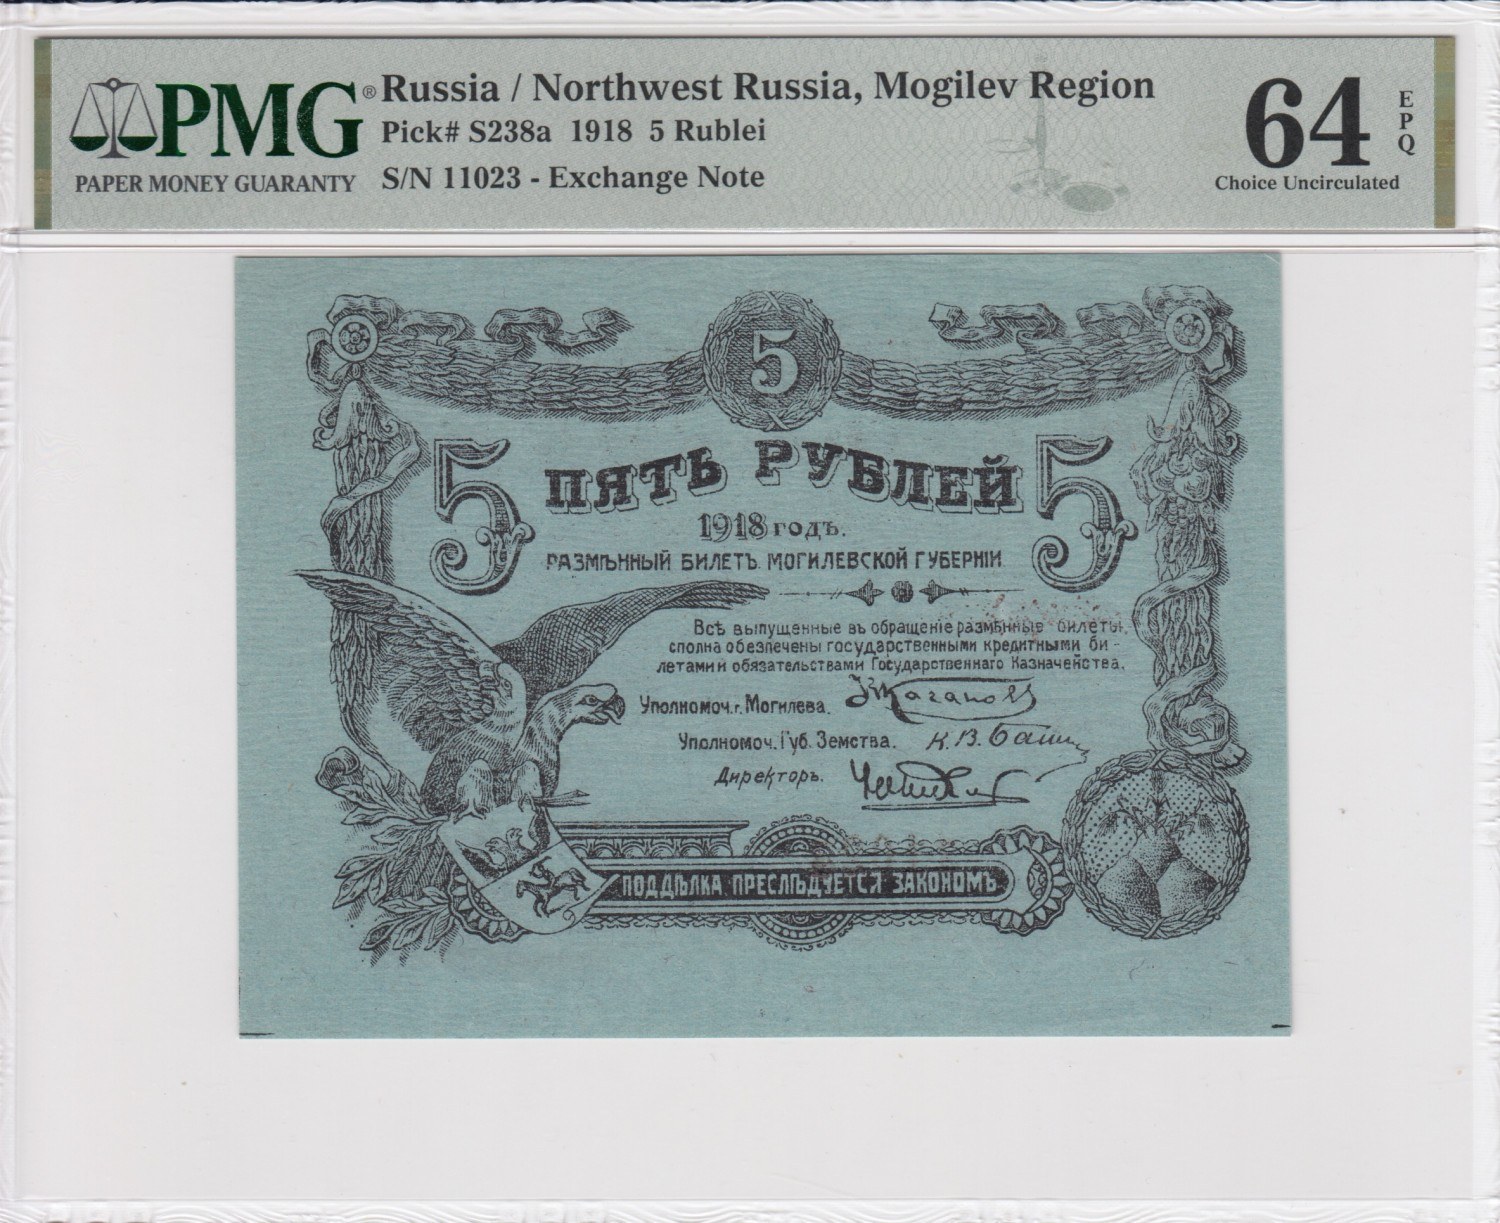 PMG®
PAPER MONEY GUARANTY
Russia / Northwest Russia, Mogilev Region
Pick# S238a 1918 5 Rublei
S/N 11023 - Exchange Note
64
EPQ
Choice Uncirculated
5
5
ПЯТЬ РУБЛЕЙ
5
1918 годъ.
РАЗМѢННЫЙ БИЛЕТЪ МОГИЛЕВСКОЙ ГУБЕРНІИ
Всѣ выпущенные въ обращеніе размѣнные билеты,
сполна обезпечены государственными кредитными би-
летами и обязательствами Государственнаго Казначейства.
Уполномоч. г. Могилева.
Уполномоч. Губ. Земства. К. В.
Директоръ.
ПОДДѢЛКА ПРЕСЛѢДУЕТСЯ ЗАКОНОМЪ